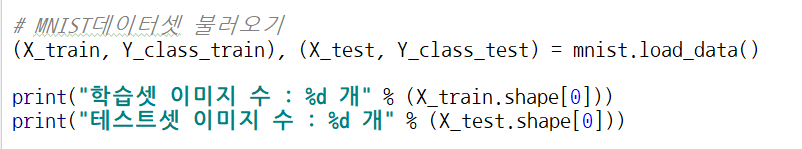 # MNIST데이터셋 불러오기
(X_train, Y_class_train), (X_test, Y_class_test) = mnist.load_data()
print("학습셋 이미지 수 : %d 개" % (X_train.shape[0]))
print("테스트셋 이미지 수 : %d 개" % (X_test.shape[0]))